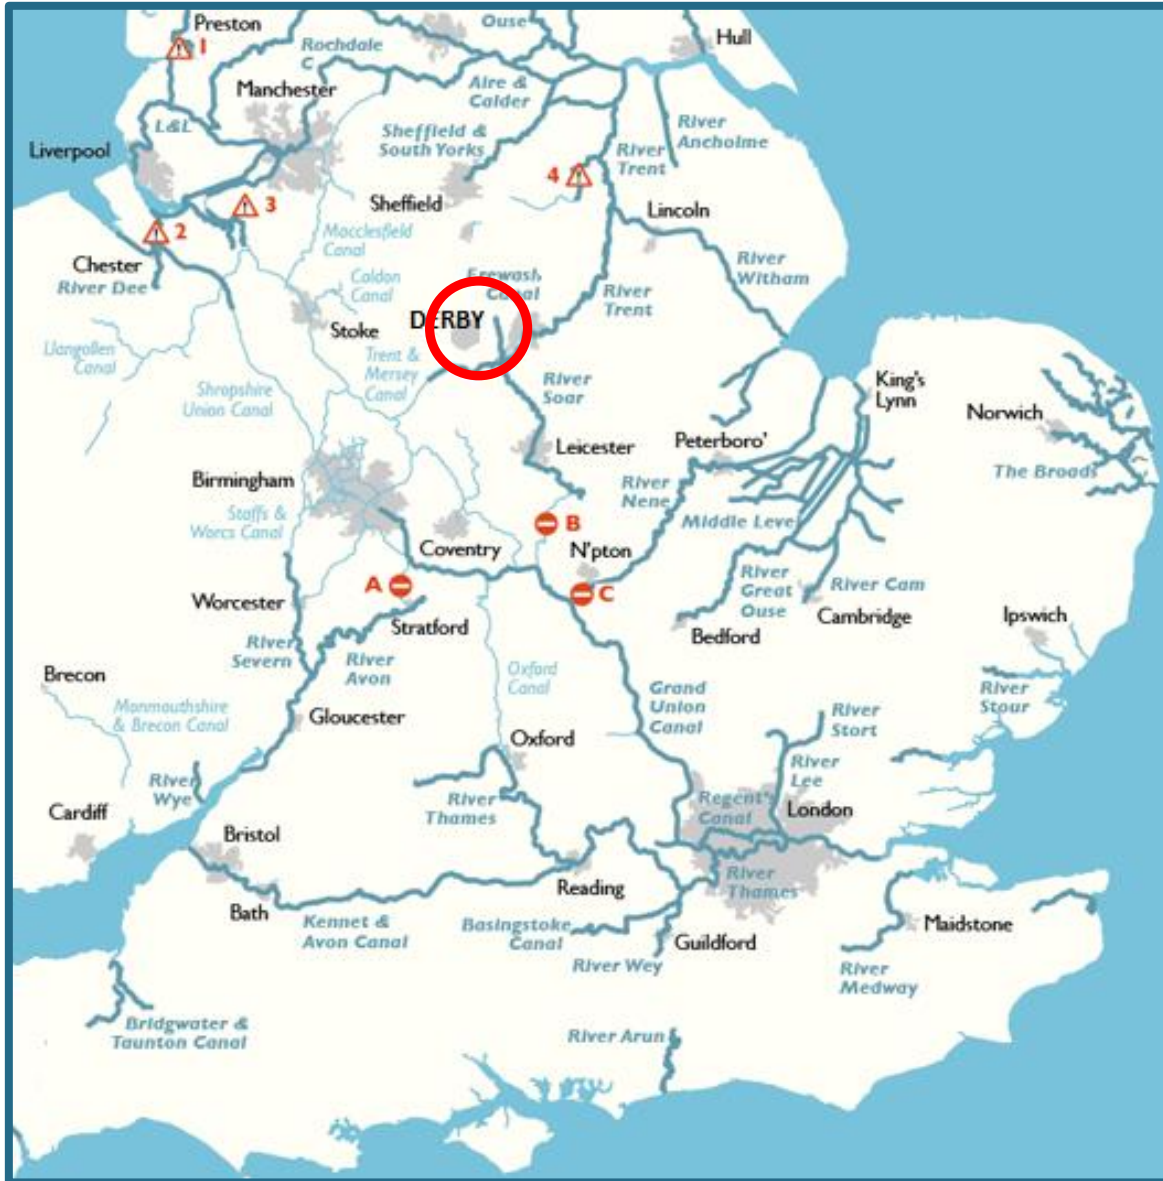 Preston
1
Ouse
Hull
Rochdale
C
Manchester
Aire &
Calder
L&L
Sheffield &
South Yorks
River
Ancholme
Liverpool
River
Trent
4
3
Sheffield
Lincoln
2
Macclesfield
Canal
Chester
River Dee
River
Witham
Caldon
Canal
Erewash
Canal
River
Trent
DERBY
Stoke
Llangollen
Canal
Trent &
Mersey
Canal
River
Soar
King's
Lynn
Shropshire
Union Canal
Norwich
Leicester
Peterboro'
Birmingham
The Broads
River
Nene
Staffs &
Worcs Canal
B
Middle Level
Coventry
N'pton
A
C
River
Great
Ouse
River Cam
Worcester
Stratford
Bedford
Cambridge
Ipswich
River
Severn
River
Avon
Brecon
Oxford
Canal
Monmouthshire
& Brecon Canal
Grand
Union
Canal
River
Stour
Gloucester
River
Stort
Oxford
River
Wye
River
Lee
Cardiff
River
Thames
Regent's
Canal
London
Bristol
Reading
River
Thames
Bath
Kennet &
Avon Canal
Basingstoke
Canal
Guildford
Maidstone
River Wey
River
Medway
Bridgwater &
Taunton Canal
River Arun